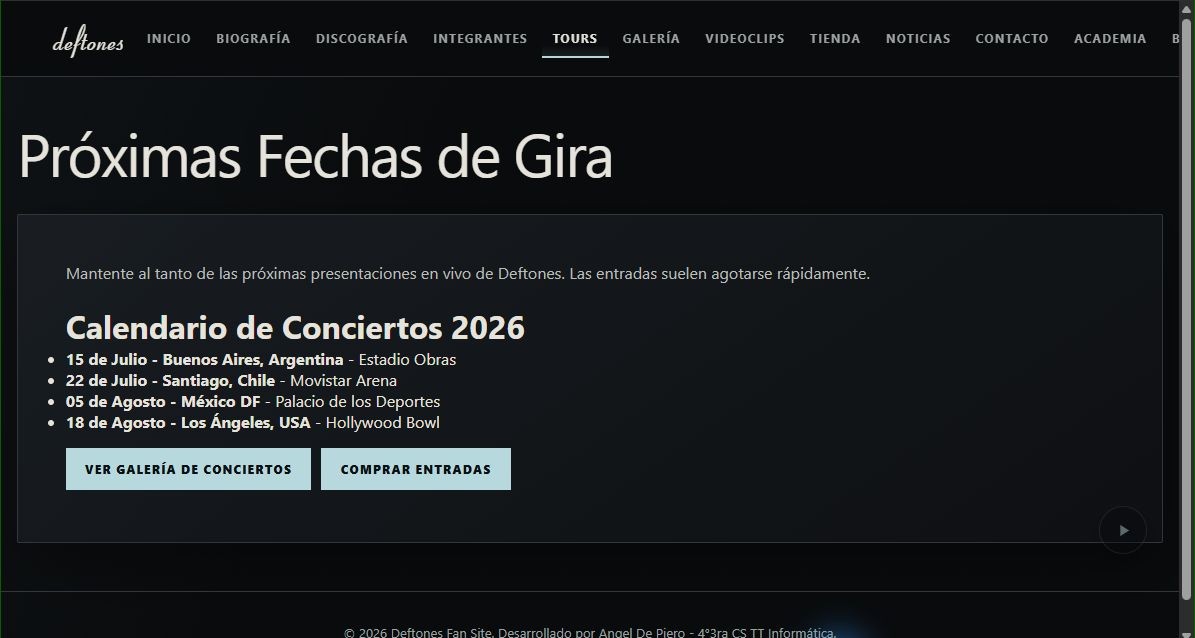 deftones INICIO BIOGRAFÍA DISCOGRAFÍA INTEGRANTES TOURS GALERÍA VIDEOCLIPS TIENDA NOTICIAS CONTACTO ACADEMIA B
Próximas Fechas de Gira
Mantente al tanto de las próximas presentaciones en vivo de Deftones. Las entradas suelen agotarse rápidamente.
Calendario de Conciertos 2026
15 de Julio - Buenos Aires, Argentina - Estadio Obras
22 de Julio - Santiago, Chile - Movistar Arena
05 de Agosto - México DF - Palacio de los Deportes
18 de Agosto - Los Ángeles, USA - Hollywood Bowl
VER GALERÍA DE CONCIERTOS COMPRAR ENTRADAS
© 2026 Deftones Fan Site. Desarrollado por Angel De Piero - 4°3ra CS TT Informática.